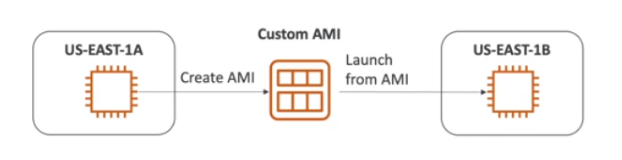 Custom AMI
US-EAST-1A
US-EAST-1B
Create AMI
Launch
from AMI